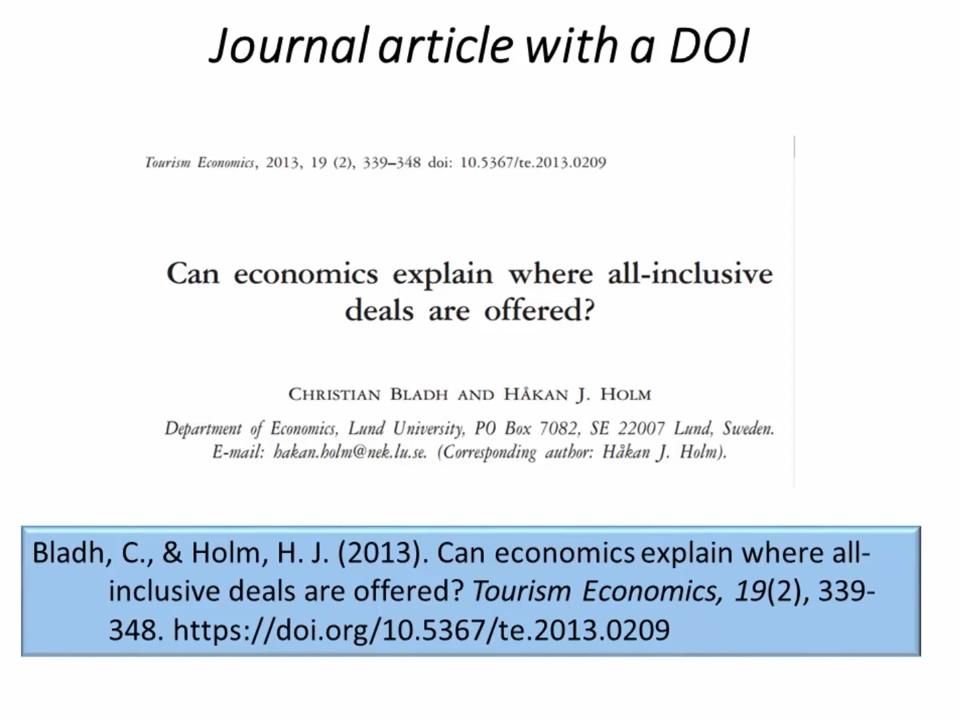 Journal article with a DOI
Tourism Economics, 2013, 19 (2), 339–348 doi: 10.5367/te.2013.0209
Can economics explain where all-inclusive
deals are offered?
CHRISTIAN BLADH AND HÅKAN J. HOLM
Department of Economics, Lund University, PO Box 7082, SE 22007 Lund, Sweden.
E-mail: hakan.holm@nek.lu.se. (Corresponding author: Håkan J. Holm).
Bladh, C., & Holm, H. J. (2013). Can economics explain where all-
inclusive deals are offered? Tourism Economics, 19(2), 339-
348. https://doi.org/10.5367/te.2013.0209